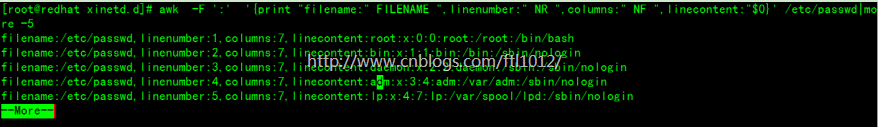 [root@redhat xinetd.d]# awk  -F ':'  '{print "filename:" FILENAME ",linenumber:" NR ",columns:" NF ",linecontent:"$0}' /etc/passwd|mo
re -5
filename:/etc/passwd,linenumber:1,columns:7,linecontent:root:x:0:0:root:/root:/bin/bash
filename:/etc/passwd,linenumber:2,columns:7,linecontent:bin:x:1:1:bin:/bin:/sbin/nologin
filename:/etc/passwd,linenumber:3,columns:7,linecontent:daemon:x:2:2:daemon:/sbin:/sbin/nologin
http://www.cnblogs.com/ftl1012/
filename:/etc/passwd,linenumber:4,columns:7,linecontent:adm:x:3:4:adm:/var/adm:/sbin/nologin
filename:/etc/passwd,linenumber:5,columns:7,linecontent:lp:x:4:7:lp:/var/spool/lpd:/sbin/nologin
--More--